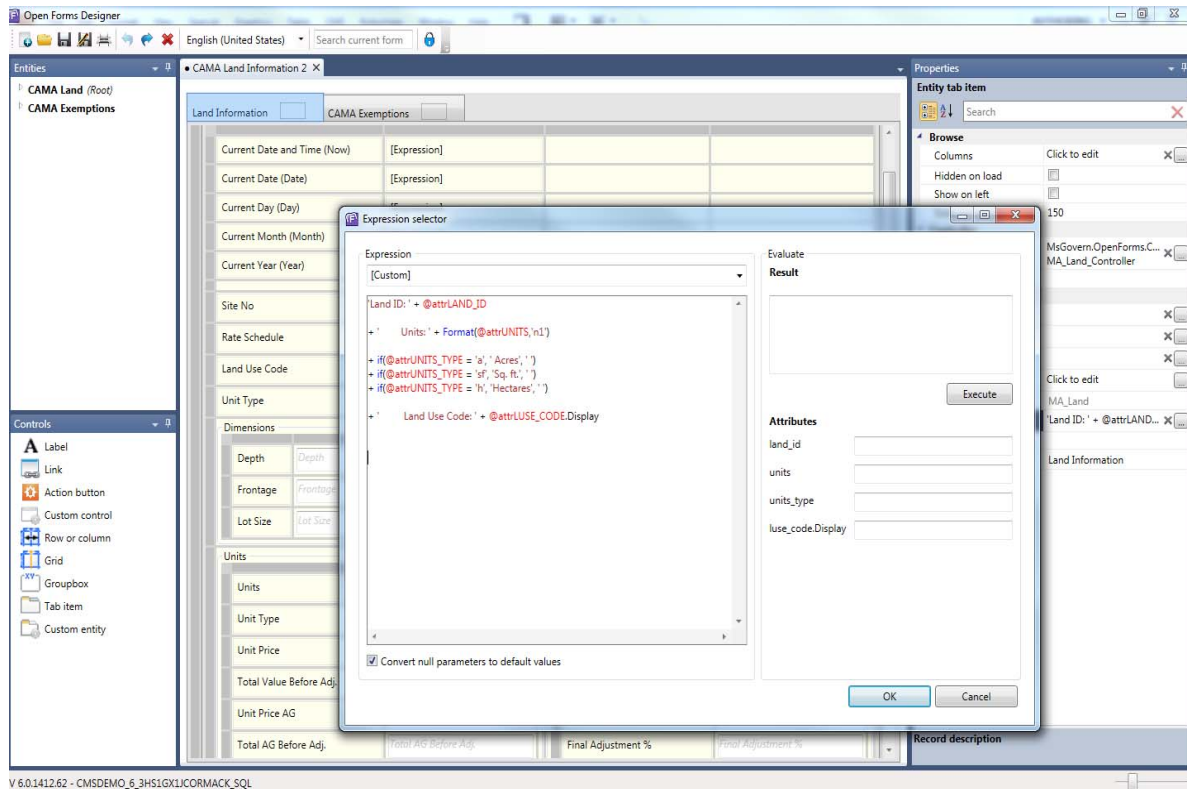 Open Forms Designer
English (United States)
Search current form
Entities
CAMA Land (Root)
CAMA Exemptions
• CAMA Land Information 2
Land Information
CAMA Exemptions
Current Date and Time (Now) [Expression]
Current Date (Date) [Expression]
Current Day (Day)
Current Month (Month)
Current Year (Year)
Site No
Rate Schedule
Land Use Code
Unit Type
Dimensions
Depth Depth
Frontage Frontage
Lot Size Lot Size
Units
Units
Unit Type
Unit Price
Total Value Before Adj.
Unit Price AG
Total AG Before Adj. Total AG Before Adj. Final Adjustment % Final Adjustment %
Controls
Label
Link
Action button
Custom control
Row or column
Grid
Groupbox
Tab item
Custom entity
Expression selector
Expression
[Custom]
'Land ID: ' + @attrLAND_ID
+ ' Units: ' + Format(@attrUNITS,'n1')
+ if(@attrUNITS_TYPE = 'a', ' Acres', ' ')
+ if(@attrUNITS_TYPE = 'sf', 'Sq. ft.', ' ')
+ if(@attrUNITS_TYPE = 'h', 'Hectares', ' ')
+ ' Land Use Code: ' + @attrLUSE_CODE.Display
Convert null parameters to default values
Evaluate
Result
Execute
Attributes
land_id
units
units_type
luse_code.Display
OK
Cancel
Properties
Entity tab item
Search
Browse
Columns Click to edit
Hidden on load
Show on left
150
MsGovern.OpenForms.C...
MA_Land_Controller
Click to edit
MA_Land
'Land ID: ' + @attrLAND...
Land Information
Record description
V 6.0.1412.62 - CMSDEMO_6_3HS1GX1JCORMACK_SQL